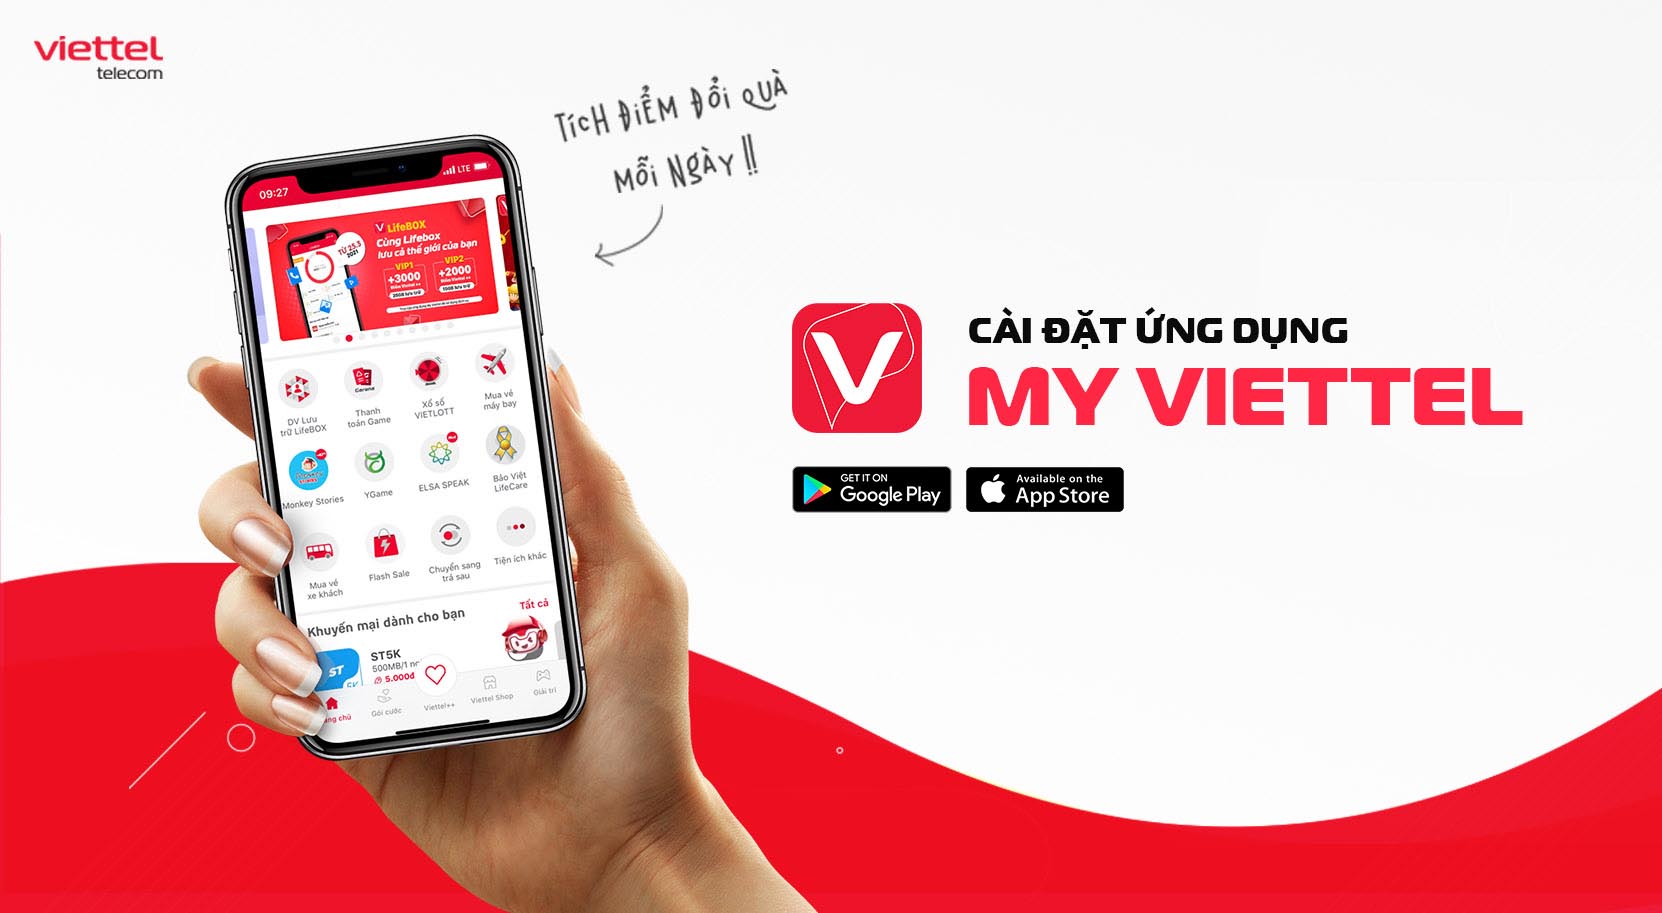 viettel
telecom
TÍCH ĐIỂM ĐỔI QUÀ
MỖI NGÀY !!
09:27
LTE
LifeBOX
Cùng Lifebox
lưu cả thế giới của bạn
TỪ 25.3
2021
VIP1
+3000
VIP2
+2000
DV Lưu
trữ LifeBOX
Thanh
toán Game
Xổ số
VIETLOTT
Mua vé
máy bay
Monkey Stories
YGame
ELSA SPEAK
Bảo Việt
LifeCare
Mua vé
xe khách
Flash Sale
Chuyển sang
trả sau
Tiện ích khác
Khuyến mại dành cho bạn
Tất cả
ST
ST5K
500MB/1
5.000đ
Gói cước
Viettel++
Viettel Shop
Giải trí
V
CÀI ĐẶT ỨNG DỤNG
MY VIETTEL
GET IT ON
Google Play
Available on the
App Store